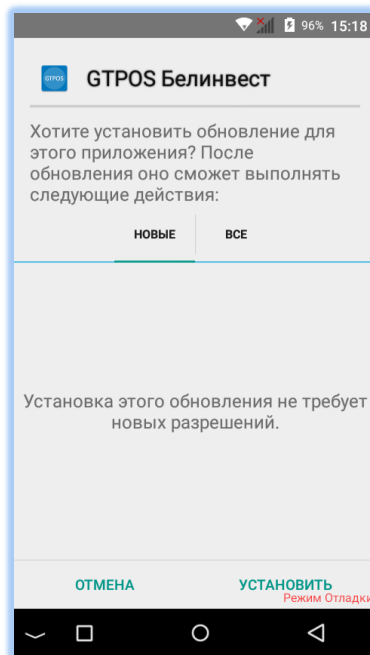 96% 15:18
GTPOS
GTPOS Белинвест
Хотите установить обновление для
этого приложения? После
обновления оно сможет выполнять
следующие действия:
НОВЫЕ ВСЕ
Установка этого обновления не требует
новых разрешений.
ОТМЕНА УСТАНОВИТЬ
Режим Отладки